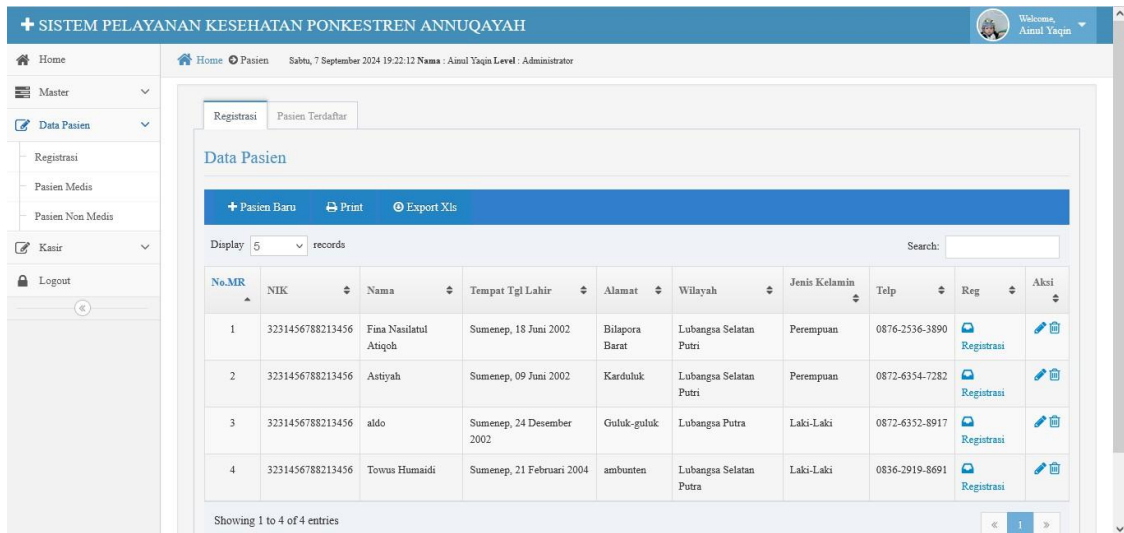 SISTEM PELAYANAN KESEHATAN PONKESTREN ANNUQAYAH
Welcome,
Ainul Yaqin
Home
Master
Data Pasien
Registrasi
Pasien Medis
Pasien Non Medis
Kasir
Logout
Home Pasien Sabtu, 7 September 2024 19:22:12 Nama : Ainul Yaqin Level : Administrator
Registrasi Pasien Terdaftar
Data Pasien
Pasien Baru Print Export Xls
Display 5 records Search:
No.MR NIK Nama Tempat Tgl Lahir Alamat Wilayah Jenis Kelamin Telp Reg Aksi
1 3231456788213456 Fina Nasilatul Sumenep, 18 Juni 2002 Bilapora Lubangsa Selatan Perempuan 0876-2536-3890
Atiqoh Barat Putri Registrasi
2 3231456788213456 Astiyah Sumenep, 09 Juni 2002 Karduluk Lubangsa Selatan Perempuan 0872-6354-7282
Putri Registrasi
3 3231456788213456 aldo Sumenep, 24 Desember Guluk-guluk Lubangsa Putra Laki-Laki 0872-6352-8917
2002 Registrasi
4 3231456788213456 Towus Humaidi Sumenep, 21 Februari 2004 ambunten Lubangsa Selatan Laki-Laki 0836-2919-8691
Putra Registrasi
Showing 1 to 4 of 4 entries « 1 »